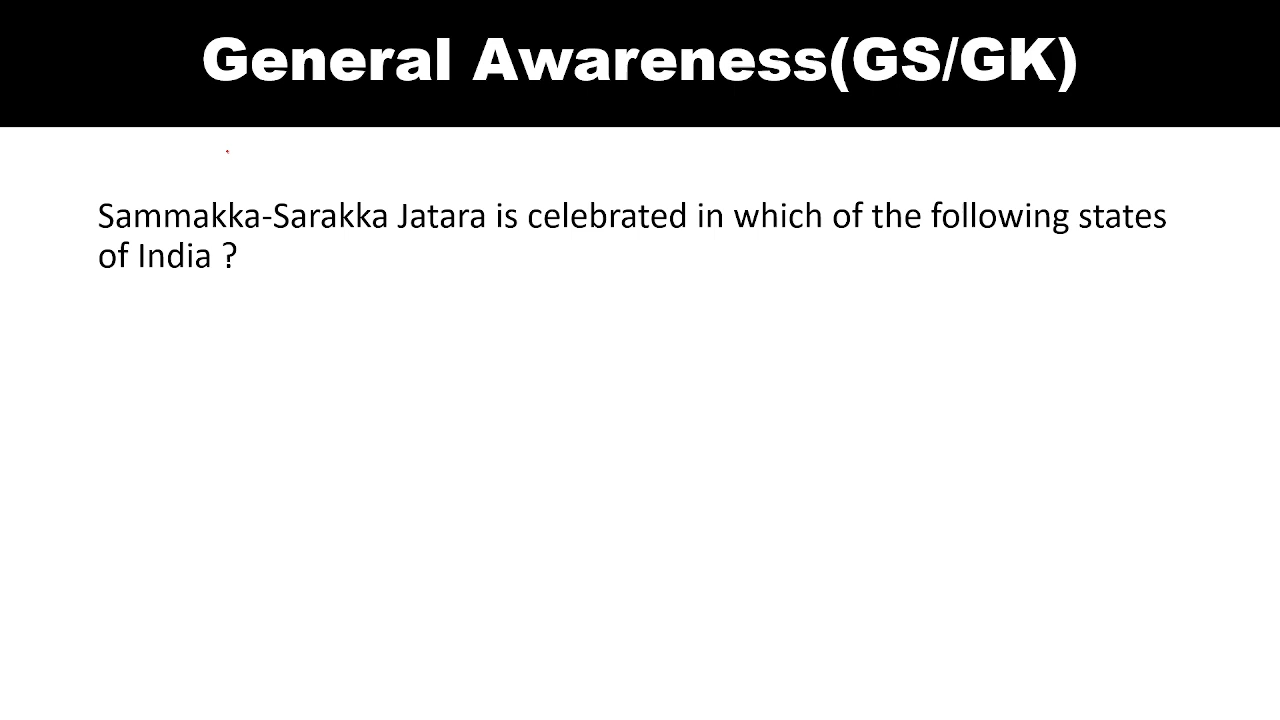 General Awareness(GS/GK)
Sammakka-Sarakka Jatara is celebrated in which of the following states
of India ?